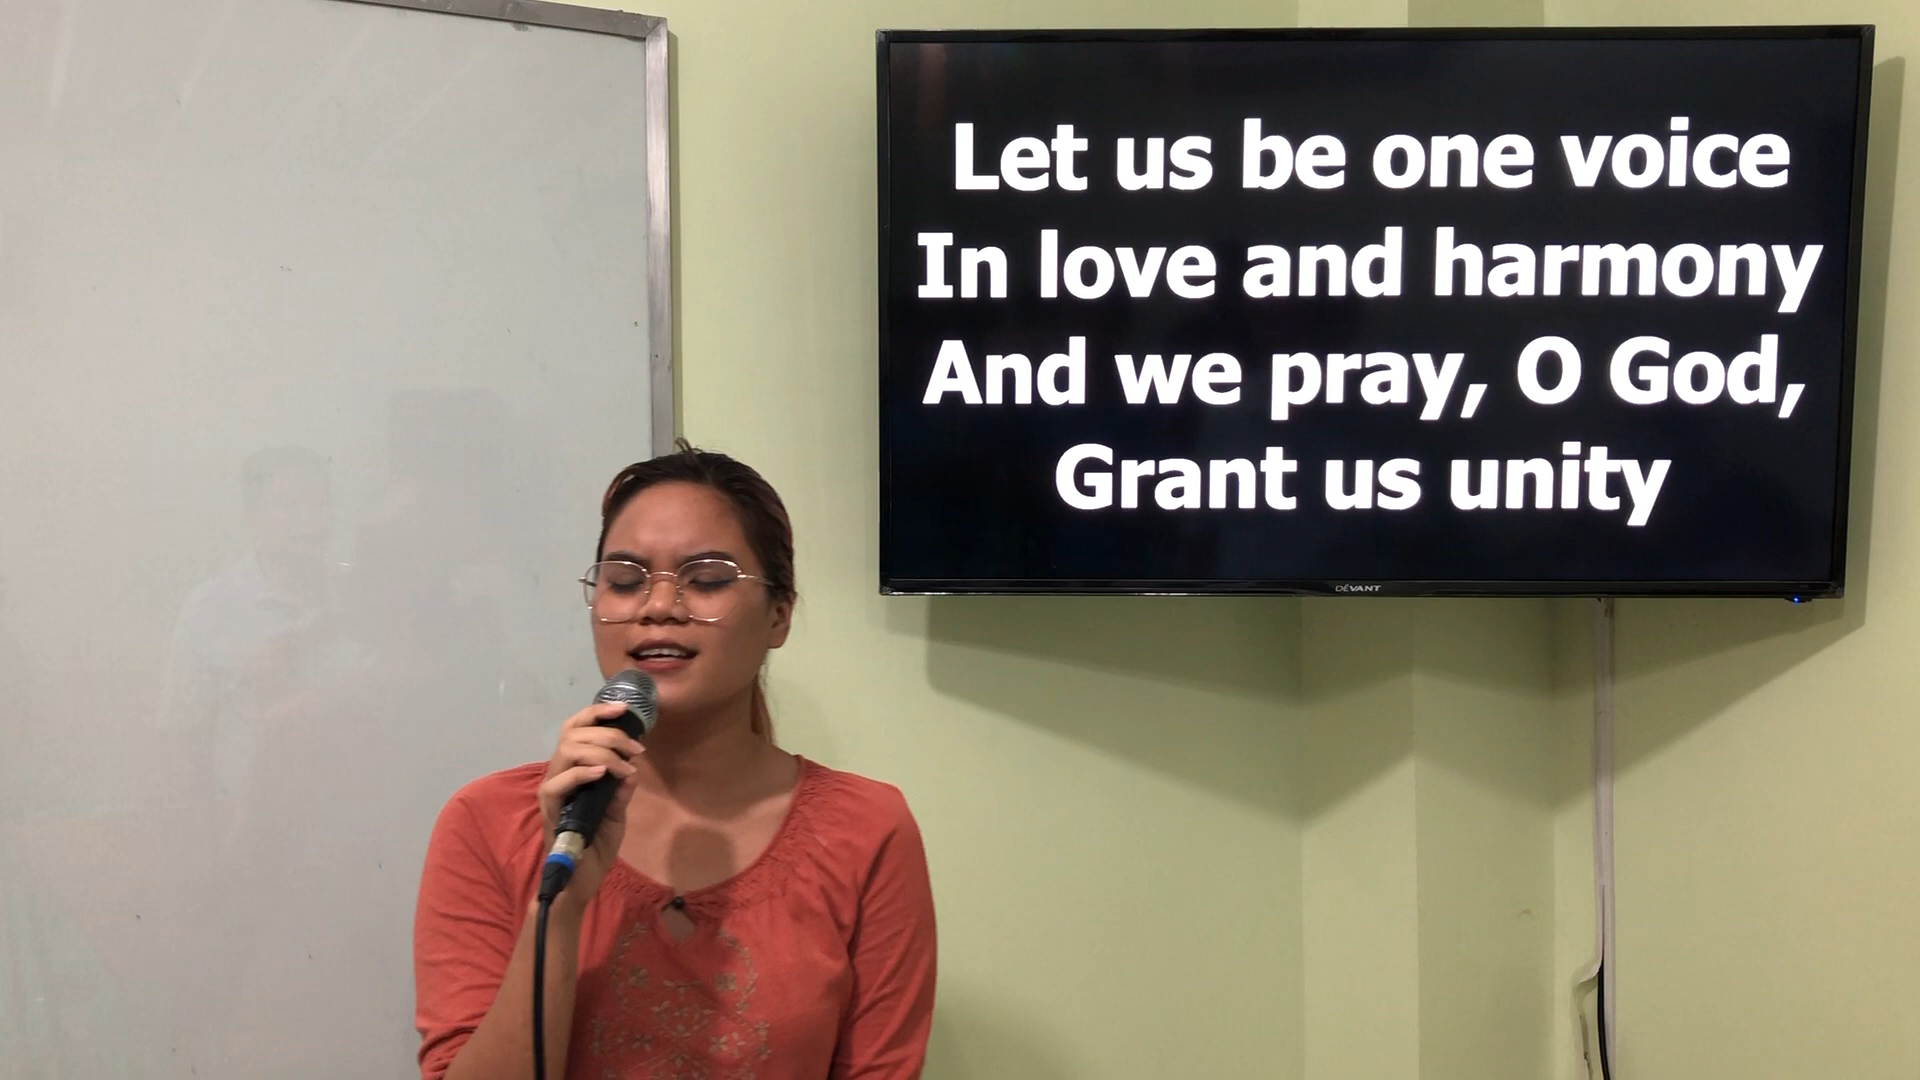 Let us be one voice
In love and harmony
And we pray, O God,
Grant us unity
DEVANT